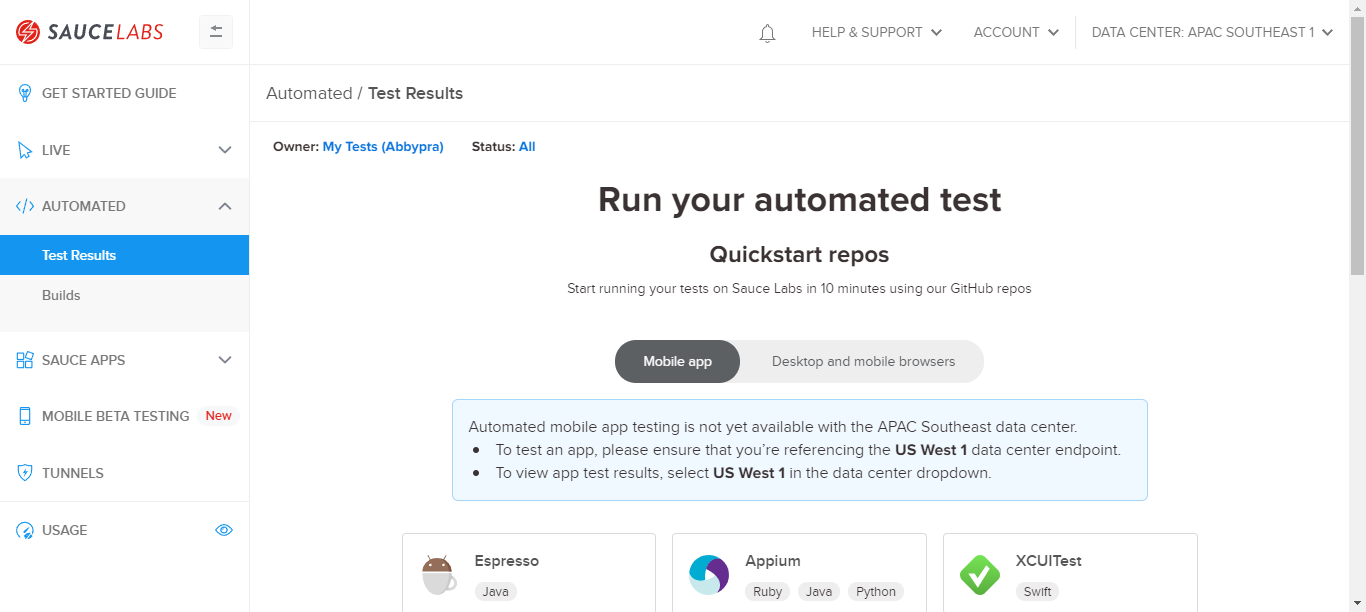 SAUCELABS
HELP & SUPPORT
ACCOUNT
DATA CENTER: APAC SOUTHEAST 1
GET STARTED GUIDE
LIVE
AUTOMATED
Test Results
Builds
SAUCE APPS
MOBILE BETA TESTING New
TUNNELS
USAGE
Automated / Test Results
Owner: My Tests (Abbypra) Status: All
Run your automated test
Quickstart repos
Start running your tests on Sauce Labs in 10 minutes using our GitHub repos
Mobile app
Desktop and mobile browsers
Automated mobile app testing is not yet available with the APAC Southeast data center.
• To test an app, please ensure that you’re referencing the US West 1 data center endpoint.
• To view app test results, select US West 1 in the data center dropdown.
Espresso
Java
Appium
Ruby Java Python
XCUITest
Swift